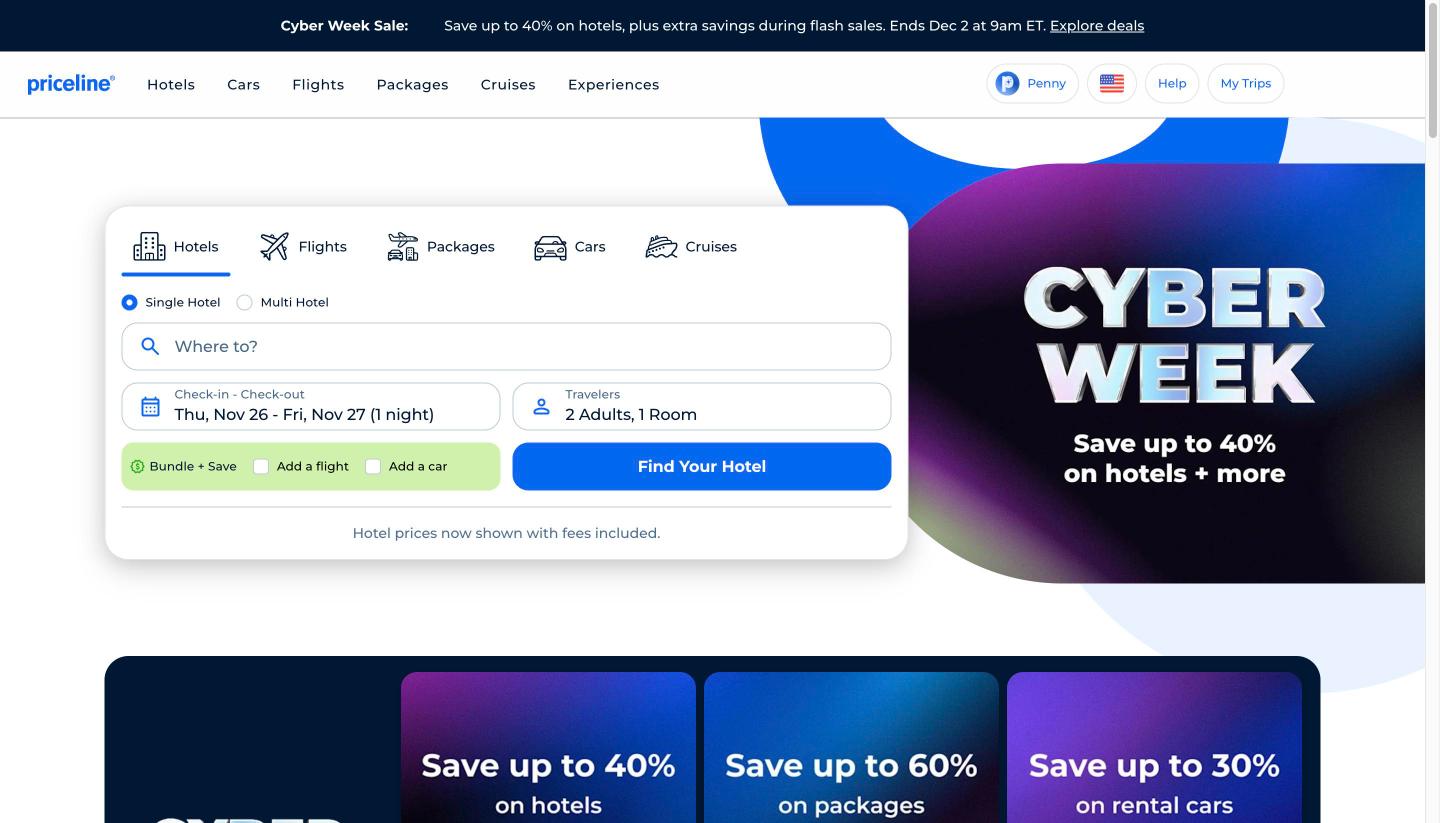 Cyber Week Sale: Save up to 40% on hotels, plus extra savings during flash sales. Ends Dec 2 at 9am ET. Explore deals
priceline®
Hotels Cars Flights Packages Cruises Experiences
Penny Help My Trips
Hotels Flights Packages Cars Cruises
Single Hotel Multi Hotel
Where to?
Check-in - Check-out
Thu, Nov 26 - Fri, Nov 27 (1 night)
Travelers
2 Adults, 1 Room
Bundle + Save Add a flight Add a car
Find Your Hotel
Hotel prices now shown with fees included.
CYBER
WEEK
Save up to 40%
on hotels + more
Save up to 40%
on hotels
Save up to 60%
on packages
Save up to 30%
on rental cars